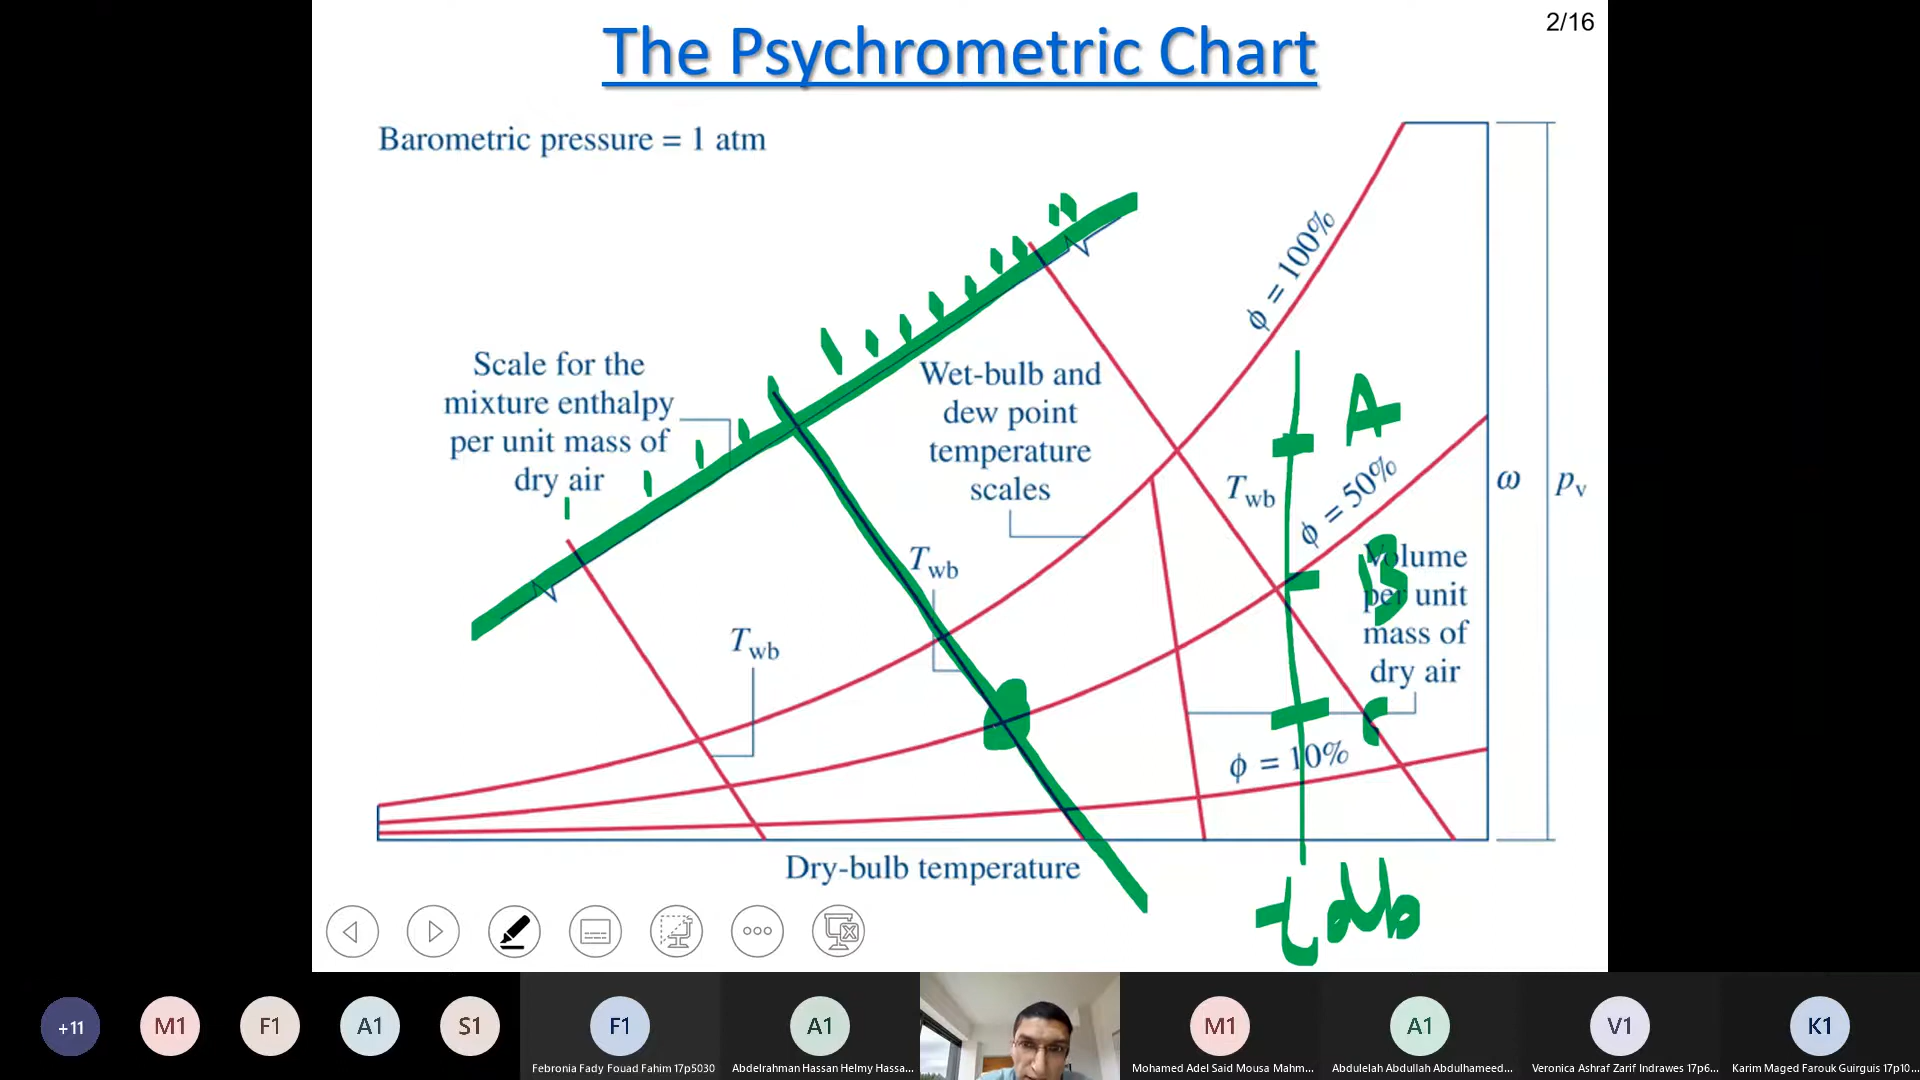 The Psychrometric Chart
2/16
Barometric pressure = 1 atm
ϕ = 100%
Scale for the
mixture enthalpy
per unit mass of
dry air
Wet-bulb and
dew point
temperature
scales
A
T_wb
ϕ = 50%
ω
p_v
T_wb
B
Volume
per unit
mass of
dry air
T_wb
ϕ = 10%
Dry-bulb temperature
tdb
+11
M1
F1
A1
S1
F1
A1
M1
A1
V1
K1
Febronia Fady Fouad Fahim 17p5030
Abdelrahman Hassan Helmy Hassa...
Mohamed Adel Said Mousa Mahm...
Abdulelah Abdullah Abdulhameed...
Veronica Ashraf Zarif Indrawes 17p6...
Karim Maged Farouk Guirguis 17p10...